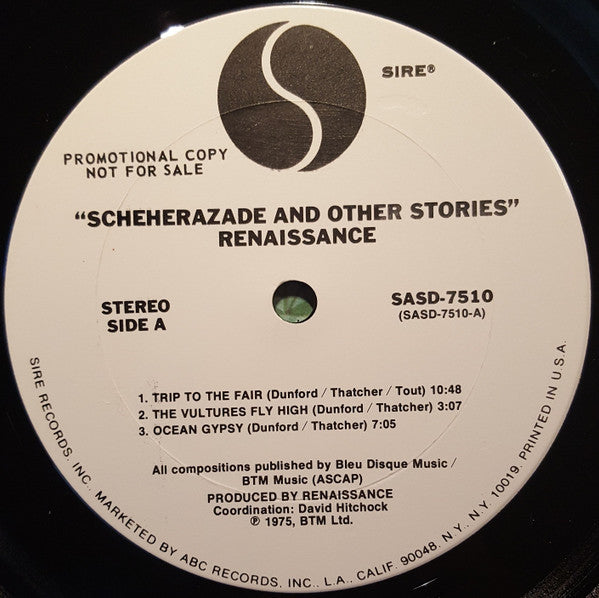 SIRE®
PROMOTIONAL COPY
NOT FOR SALE
"SCHEHERAZADE AND OTHER STORIES"
RENAISSANCE
STEREO
SIDE A
SASD-7510
(SASD-7510-A)
1. TRIP TO THE FAIR (Dunford / Thatcher / Tout) 10:48
2. THE VULTURES FLY HIGH (Dunford / Thatcher) 3:07
3. OCEAN GYPSY (Dunford / Thatcher) 7:05
All compositions published by Bleu Disque Music /
BTM Music (ASCAP)
PRODUCED BY RENAISSANCE
Coordination: David Hitchock
℗ 1975, BTM Ltd.
SIRE RECORDS, INC., MARKETED BY ABC RECORDS, INC., L.A., CALIF. 90048. N.Y., N.Y. 10019. PRINTED IN U.S.A.